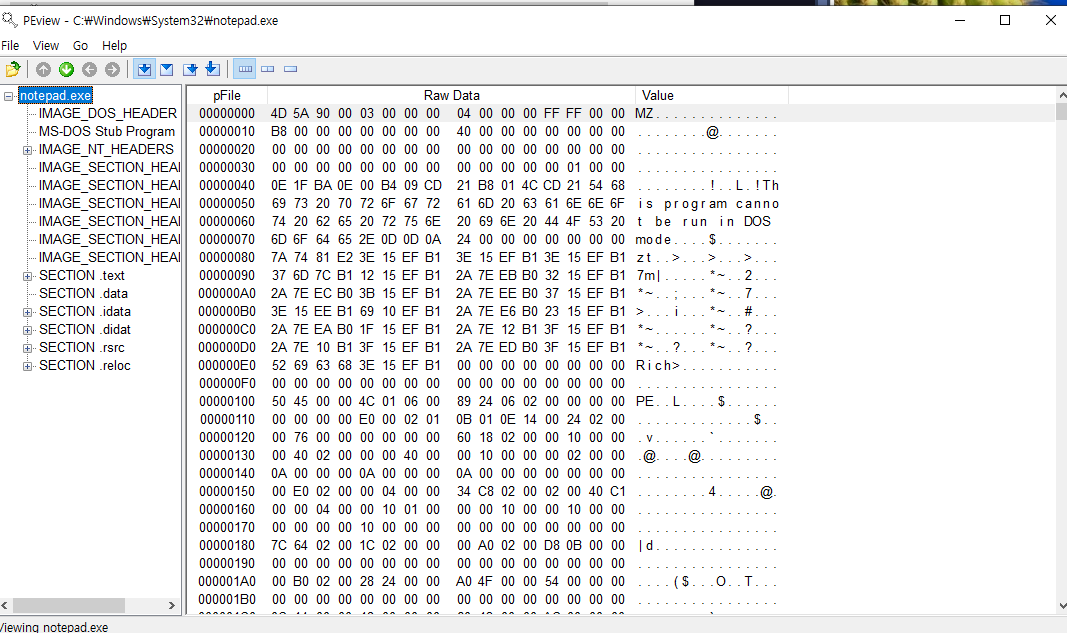 PEview - C:₩Windows₩System32₩notepad.exe
File View Go Help
notepad.exe
IMAGE_DOS_HEADER
MS-DOS Stub Program
IMAGE_NT_HEADERS
IMAGE_SECTION_HEAI
IMAGE_SECTION_HEAI
IMAGE_SECTION_HEAI
IMAGE_SECTION_HEAI
IMAGE_SECTION_HEAI
IMAGE_SECTION_HEAI
SECTION .text
SECTION .data
SECTION .idata
SECTION .didat
SECTION .rsrc
SECTION .reloc
pFile Raw Data Value
00000000 4D 5A 90 00 03 00 00 00 04 00 00 00 FF FF 00 00 MZ..............
00000010 B8 00 00 00 00 00 00 00 40 00 00 00 00 00 00 00 ........@.......
00000020 00 00 00 00 00 00 00 00 00 00 00 00 00 00 00 00 ................
00000030 00 00 00 00 00 00 00 00 00 00 00 00 00 01 00 00 ................
00000040 0E 1F BA 0E 00 B4 09 CD 21 B8 01 4C CD 21 54 68 ........!..L.!Th
00000050 69 73 20 70 72 6F 67 72 61 6D 20 63 61 6E 6E 6F is program canno
00000060 74 20 62 65 20 72 75 6E 20 69 6E 20 44 4F 53 20 t be run in DOS
00000070 6D 6F 64 65 2E 0D 0D 0A 24 00 00 00 00 00 00 00 mode....$.......
00000080 7A 74 81 E2 3E 15 EF B1 3E 15 EF B1 3E 15 EF B1 zt..>...>...>...
00000090 37 6D 7C B1 12 15 EF B1 2A 7E EB B0 32 15 EF B1 7m|.....*~..2...
000000A0 2A 7E EC B0 3B 15 EF B1 2A 7E EE B0 37 15 EF B1 *~..;...*~..7...
000000B0 3E 15 EE B1 69 10 EF B1 2A 7E E6 B0 23 15 EF B1 >...i...*~..#...
000000C0 2A 7E EA B0 1F 15 EF B1 2A 7E 12 B1 3F 15 EF B1 *~......*~..?...
000000D0 2A 7E 10 B1 3F 15 EF B1 2A 7E ED B0 3F 15 EF B1 *~..?...*~..?...
000000E0 52 69 63 68 3E 15 EF B1 00 00 00 00 00 00 00 00 Rich>...........
000000F0 00 00 00 00 00 00 00 00 00 00 00 00 00 00 00 00 ................
00000100 50 45 00 00 4C 01 06 00 89 24 06 02 00 00 00 00 PE..L....$......
00000110 00 00 00 00 E0 00 02 01 0B 01 0E 14 00 24 02 00 .............$..
00000120 00 76 00 00 00 00 00 00 60 18 02 00 00 10 00 00 .v......`.......
00000130 00 40 02 00 00 00 40 00 00 10 00 00 00 02 00 00 .@....@.........
00000140 0A 00 00 00 0A 00 00 00 0A 00 00 00 00 00 00 00 ................
00000150 00 E0 02 00 00 04 00 00 34 C8 02 00 02 00 40 C1 ........4.....@.
00000160 00 00 04 00 00 10 01 00 00 00 10 00 00 10 00 00 ................
00000170 00 00 00 00 10 00 00 00 00 00 00 00 00 00 00 00 ................
00000180 7C 64 02 00 1C 02 00 00 00 A0 02 00 D8 0B 00 00 |d..............
00000190 00 00 00 00 00 00 00 00 00 00 00 00 00 00 00 00 ................
000001A0 00 B0 02 00 28 24 00 00 A0 4F 00 00 54 00 00 00 ....($...O..T...
000001B0 00 00 00 00 00 00 00 00 00 00 00 00 00 00 00 00 ................
Viewing notepad.exe